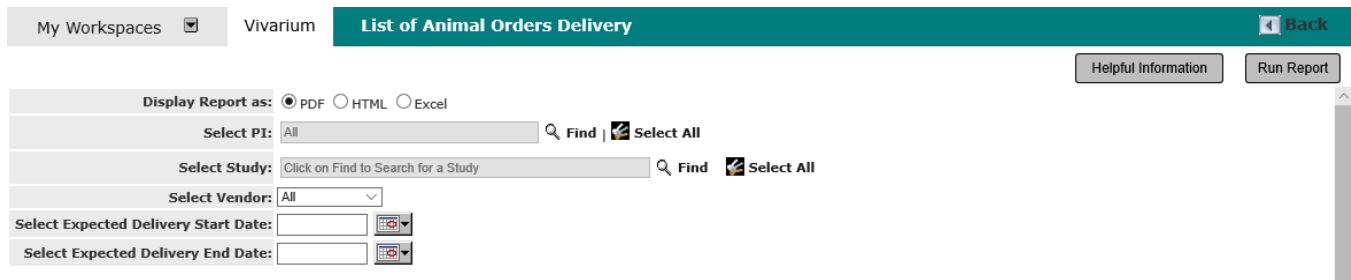 My Workspaces Vivarium List of Animal Orders Delivery Back
Helpful Information Run Report
Display Report as: PDF HTML Excel
Select PI: All Find | Select All
Select Study: Click on Find to Search for a Study Find Select All
Select Vendor: All
Select Expected Delivery Start Date:
Select Expected Delivery End Date: